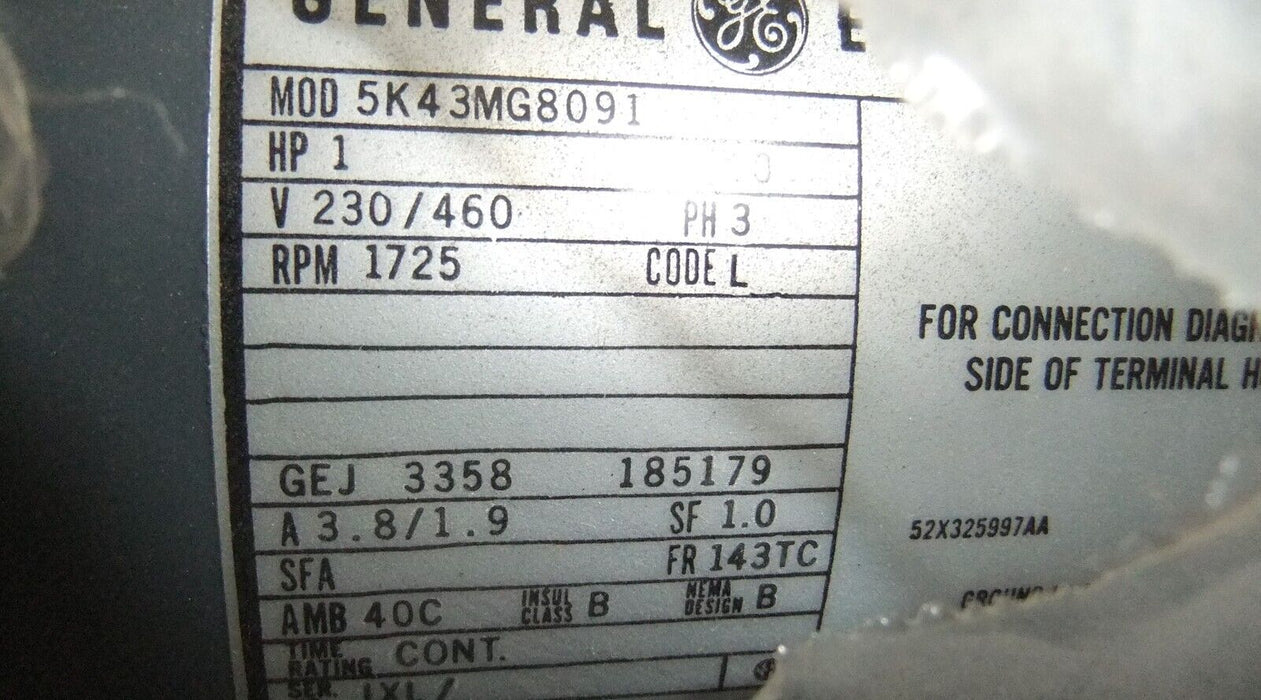 GENERAL GE
MOD 5K43MG8091
HP 1
V 230/460 PH 3
RPM 1725 CODE L
FOR CONNECTION DIAG
SIDE OF TERMINAL H
GEJ 3358 185179
A 3.8/1.9 SF 1.0
52X325997AA
SFA FR 143TC
AMB 40C INSUL CLASS B NEMA DESIGN B
TIME RATING CONT.
SER.